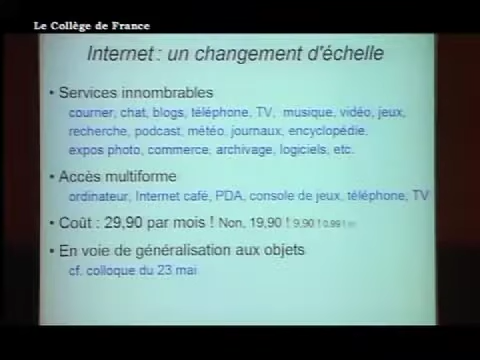 Le Collège de France
Internet : un changement d'échelle
• Services innombrables
courrier, chat, blogs, téléphone, TV, musique, vidéo, jeux,
recherche, podcast, météo, journaux, encyclopédie,
expos photo, commerce, archivage, logiciels, etc.
• Accès multiforme
ordinateur, Internet café, PDA, console de jeux, téléphone, TV
• Coût : 29,90 par mois ! Non, 19,90 ! 9,90 ! 0,99 !
• En voie de généralisation aux objets
cf. colloque du 23 mai